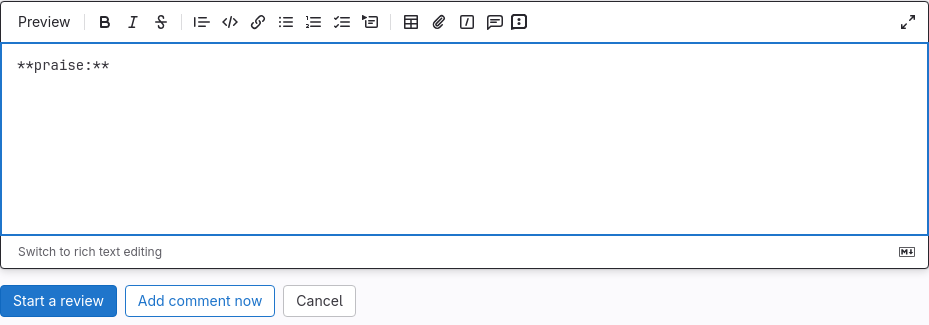 Preview
**praise:**
Switch to rich text editing
Start a review
Add comment now
Cancel